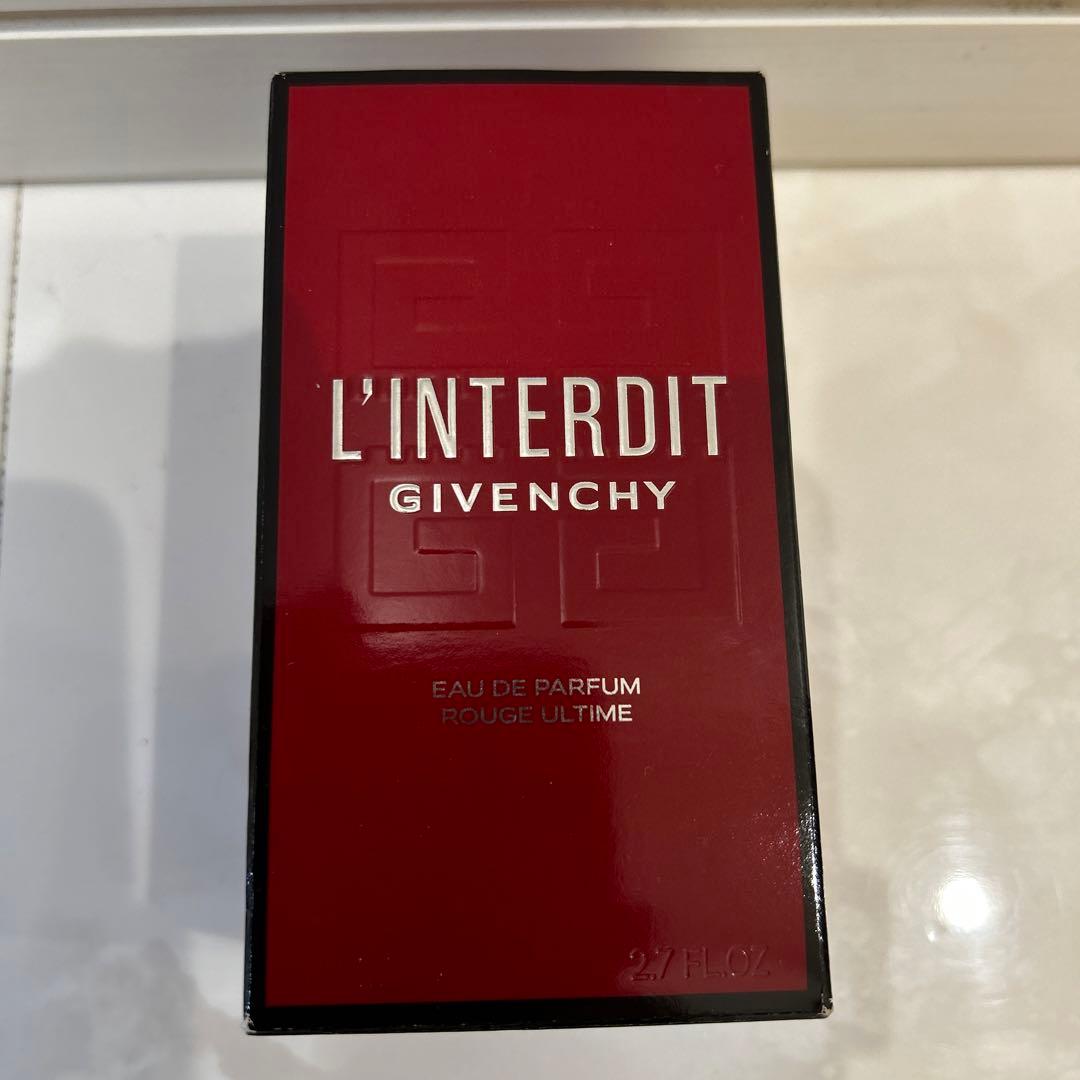 L'INTERDIT
GIVENCHY
EAU DE PARFUM
ROUGE ULTIME
2.7 FL.OZ